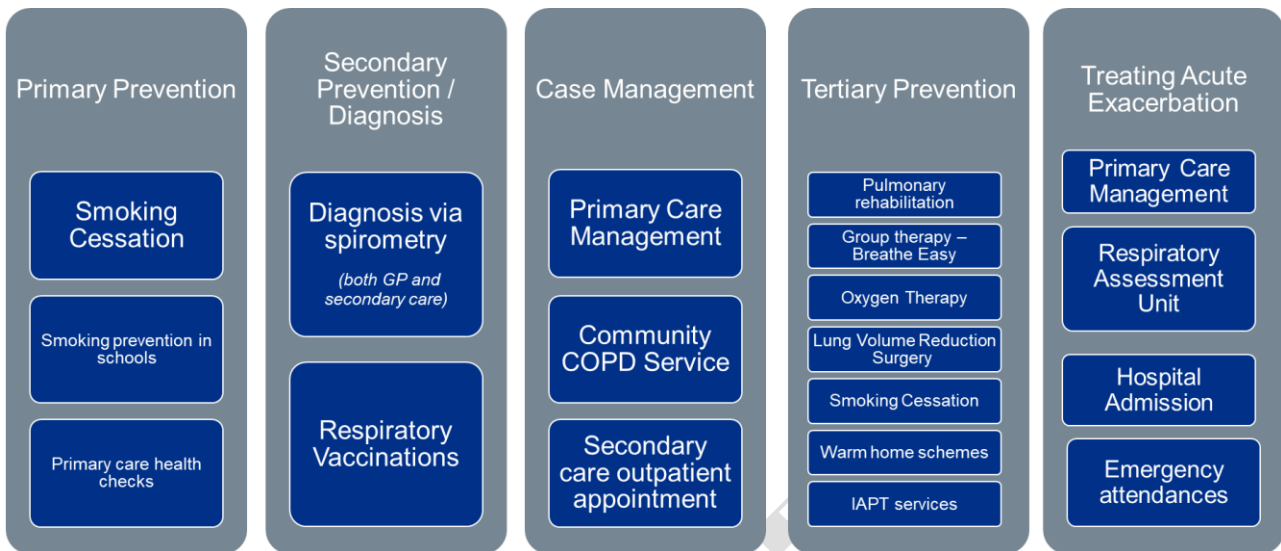 Primary Prevention
Smoking
Cessation
Smoking prevention in
schools
Primary care health
checks
Secondary
Prevention /
Diagnosis
Diagnosis via
spirometry
(both GP and
secondary care)
Respiratory
Vaccinations
Case Management
Primary Care
Management
Community
COPD Service
Secondary
care outpatient
appointment
Tertiary Prevention
Pulmonary
rehabilitation
Group therapy –
Breathe Easy
Oxygen Therapy
Lung Volume Reduction
Surgery
Smoking Cessation
Warm home schemes
IAPT services
Treating Acute
Exacerbation
Primary Care
Management
Respiratory
Assessment
Unit
Hospital
Admission
Emergency
attendances